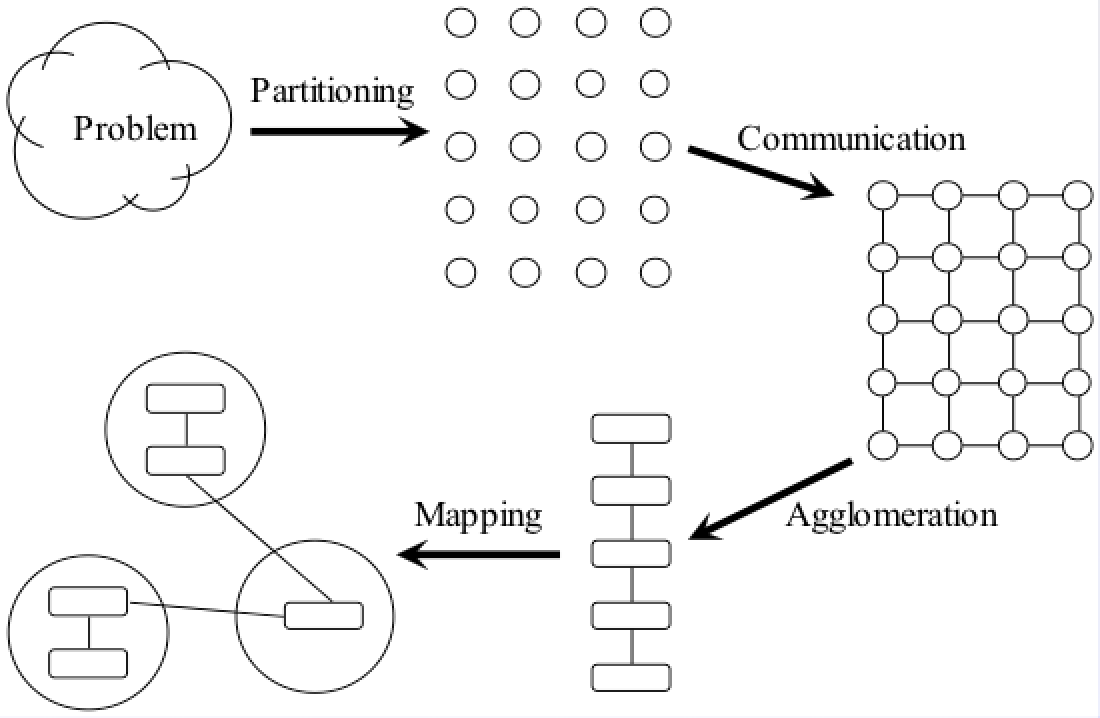 Problem
Partitioning
Communication
Agglomeration
Mapping